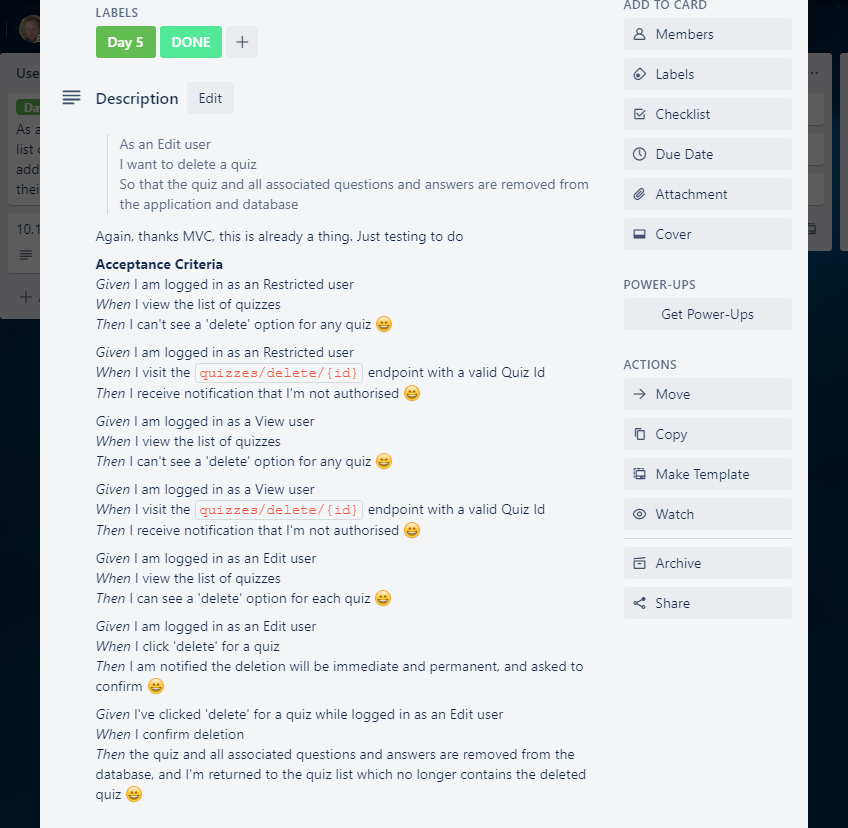 LABELS
Day 5
DONE
Description
Edit
As an Edit user
I want to delete a quiz
So that the quiz and all associated questions and answers are removed from
the application and database
Again, thanks MVC, this is already a thing. Just testing to do
Acceptance Criteria
Given I am logged in as an Restricted user
When I view the list of quizzes
Then I can't see a 'delete' option for any quiz 😄
Given I am logged in as an Restricted user
When I visit the quizzes/delete/{id} endpoint with a valid Quiz Id
Then I receive notification that I'm not authorised 😄
Given I am logged in as a View user
When I view the list of quizzes
Then I can't see a 'delete' option for any quiz 😄
Given I am logged in as a View user
When I visit the quizzes/delete/{id} endpoint with a valid Quiz Id
Then I receive notification that I'm not authorised 😄
Given I am logged in as an Edit user
When I view the list of quizzes
Then I can see a 'delete' option for each quiz 😄
Given I am logged in as an Edit user
When I click 'delete' for a quiz
Then I am notified the deletion will be immediate and permanent, and asked to
confirm 😄
Given I've clicked 'delete' for a quiz while logged in as an Edit user
When I confirm deletion
Then the quiz and all associated questions and answers are removed from the
database, and I'm returned to the quiz list which no longer contains the deleted
quiz 😄
ADD TO CARD
Members
Labels
Checklist
Due Date
Attachment
Cover
POWER-UPS
Get Power-Ups
ACTIONS
Move
Copy
Make Template
Watch
Archive
Share
Use
Da
As a
list
add
thei
10.1